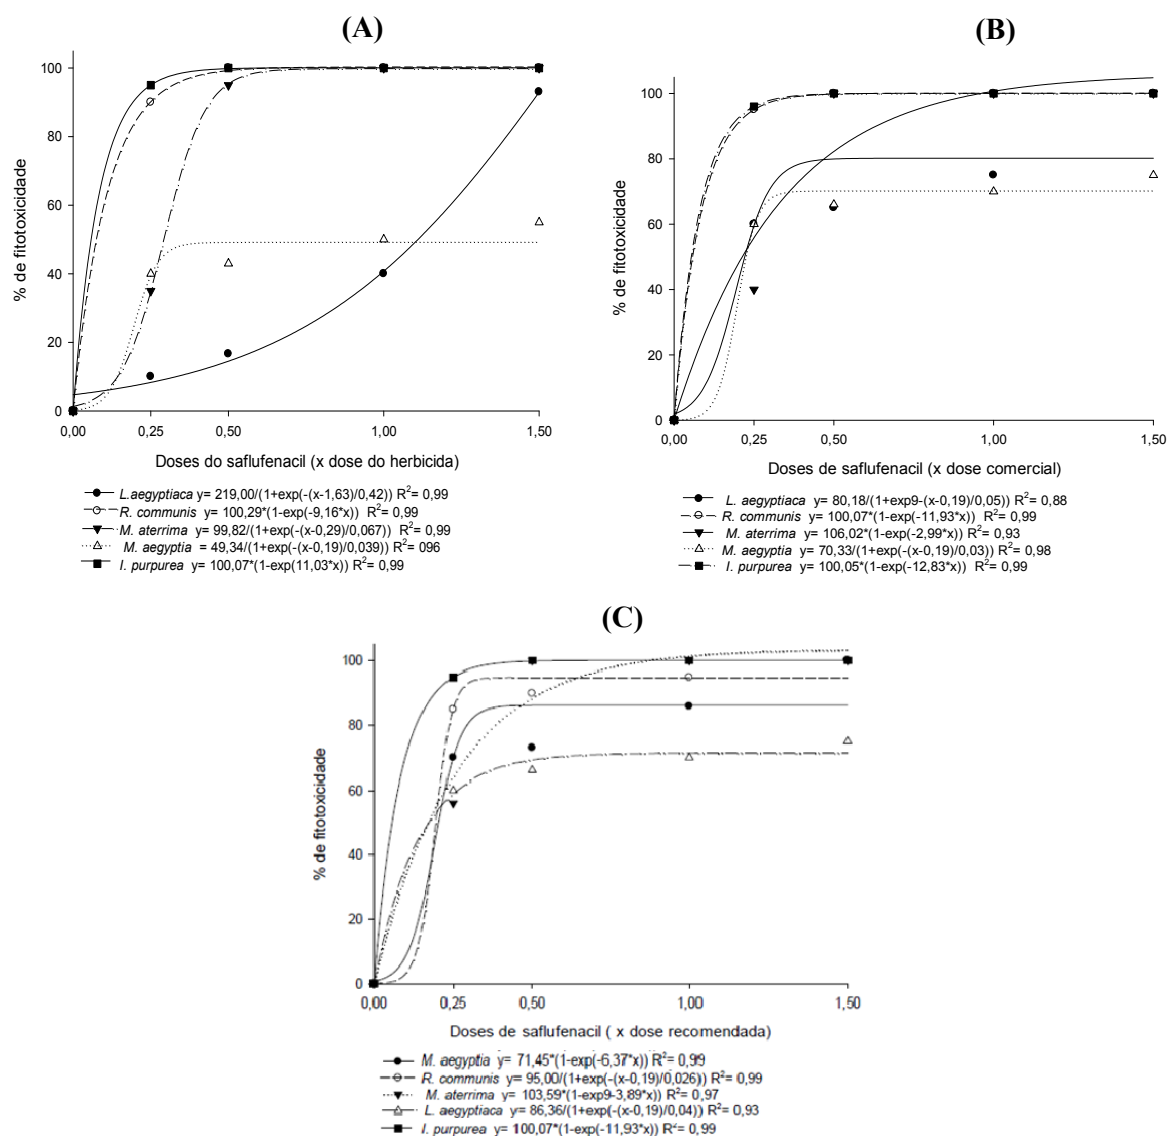 (A)
% de fitotoxicidade
100
80
60
40
20
0
0,00 0,25 0,50 1,00 1,50
Doses do saflufenacil (x dose do herbicida)
L.aegyptiaca y= 219,00/(1+exp(-(x-1,63)/0,42)) R²= 0,99
R. communis y= 100,29*(1-exp(-9,16*x)) R²= 0,99
M. aterrima y= 99,82/(1+exp(-(x-0,29)/0,067)) R²= 0,99
M. aegyptia = 49,34/(1+exp(-(x-0,19)/0,039)) R²= 096
I. purpurea y= 100,07*(1-exp(11,03*x)) R²= 0,99
(B)
% de fitotoxicidade
100
80
60
40
20
0
0,00 0,25 0,50 1,00 1,50
Doses de saflufenacil (x dose comercial)
L. aegyptiaca y= 80,18/(1+exp9-(x-0,19)/0,05) R²= 0,88
R. communis y= 100,07*(1-exp(-11,93*x)) R²= 0,99
M. aterrima y= 106,02*(1-exp(-2,99*x)) R²= 0,93
M. aegyptia y= 70,33/(1+exp(-(x-0,19)/0,03)) R²= 0,98
I. purpurea y= 100,05*(1-exp(-12,83*x)) R²= 0,99
(C)
% de fitotoxicidade
100
80
60
40
20
0
0,00 0,25 0,50 1,00 1,50
Doses de saflufenacil ( x dose recomendada)
M. aegyptia y= 71,45*(1-exp(-6,37*x)) R²= 0,99
R. communis y= 95,00/(1+exp(-(x-0,19)/0,026)) R²= 0,99
M. aterrima y= 103,59*(1-exp9-3,89*x)) R²= 0,97
L. aegyptiaca y= 86,36/(1+exp(-(x-0,19)/0,04)) R²= 0,93
I. purpurea y= 100,07*(1-exp(-11,93*x)) R²= 0,99